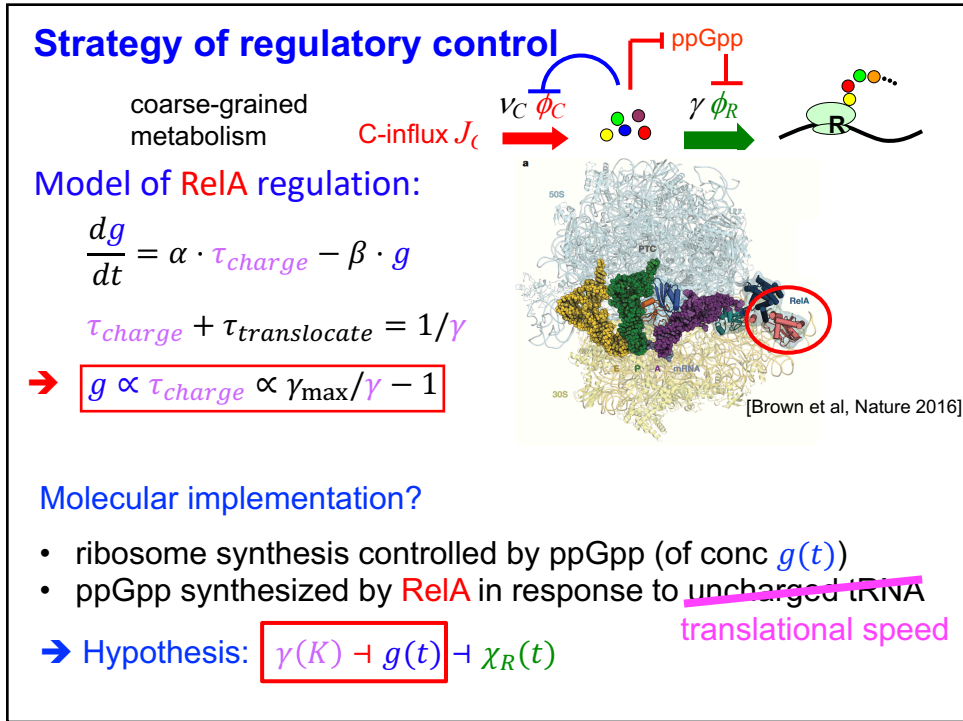 Strategy of regulatory control
ppGpp
coarse-grained
metabolism
C-influx J
ν_C ϕ_C
γ ϕ_R
R
Model of RelA regulation:
dg/dt = α · τ_charge − β · g
τ_charge + τ_translocate = 1/γ
➔ g ∝ τ_charge ∝ γ_max/γ − 1
a
50S
PTC
RelA
E P A mRNA
30S
[Brown et al, Nature 2016]
Molecular implementation?
• ribosome synthesis controlled by ppGpp (of conc g(t))
• ppGpp synthesized by RelA in response to uncharged tRNA
translational speed
➔ Hypothesis: γ(K) ⊣ g(t) ⊣ χ_R(t)